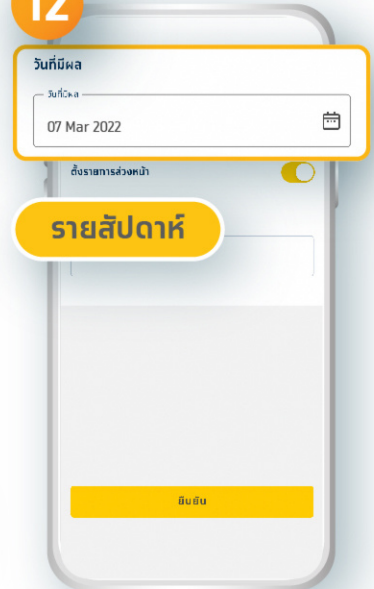 12
วันที่มีผล
วันที่มีผล
07 Mar 2022
ตั้งรายการล่วงหน้า
รายสัปดาห์
ยืนยัน